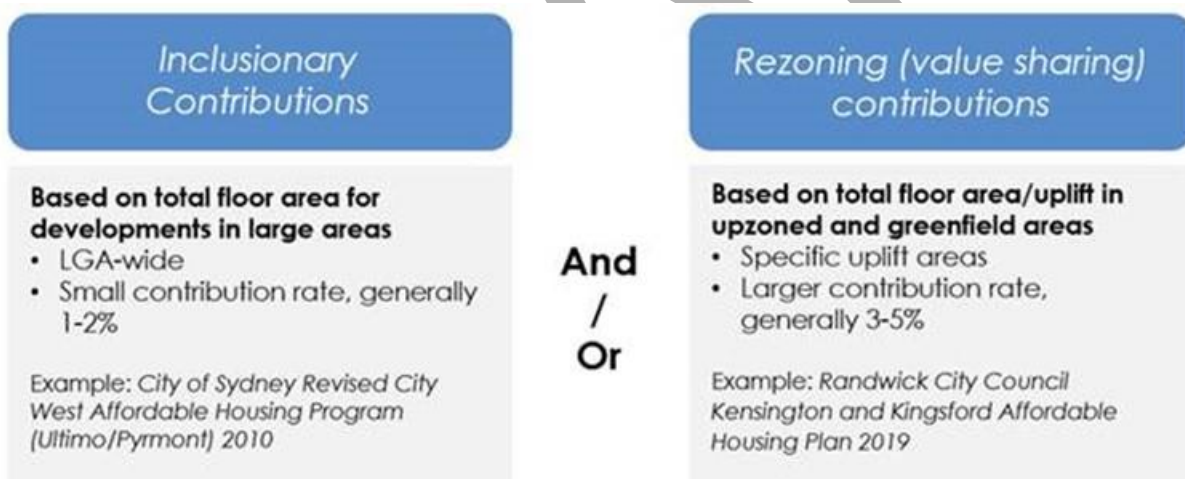 Inclusionary
Contributions
Based on total floor area for
developments in large areas
• LGA-wide
• Small contribution rate, generally
1-2%
Example: City of Sydney Revised City
West Affordable Housing Program
(Ultimo/Pyrmont) 2010
And
/
Or
Rezoning (value sharing)
contributions
Based on total floor area/uplift in
upzoned and greenfield areas
• Specific uplift areas
• Larger contribution rate,
generally 3-5%
Example: Randwick City Council
Kensington and Kingsford Affordable
Housing Plan 2019